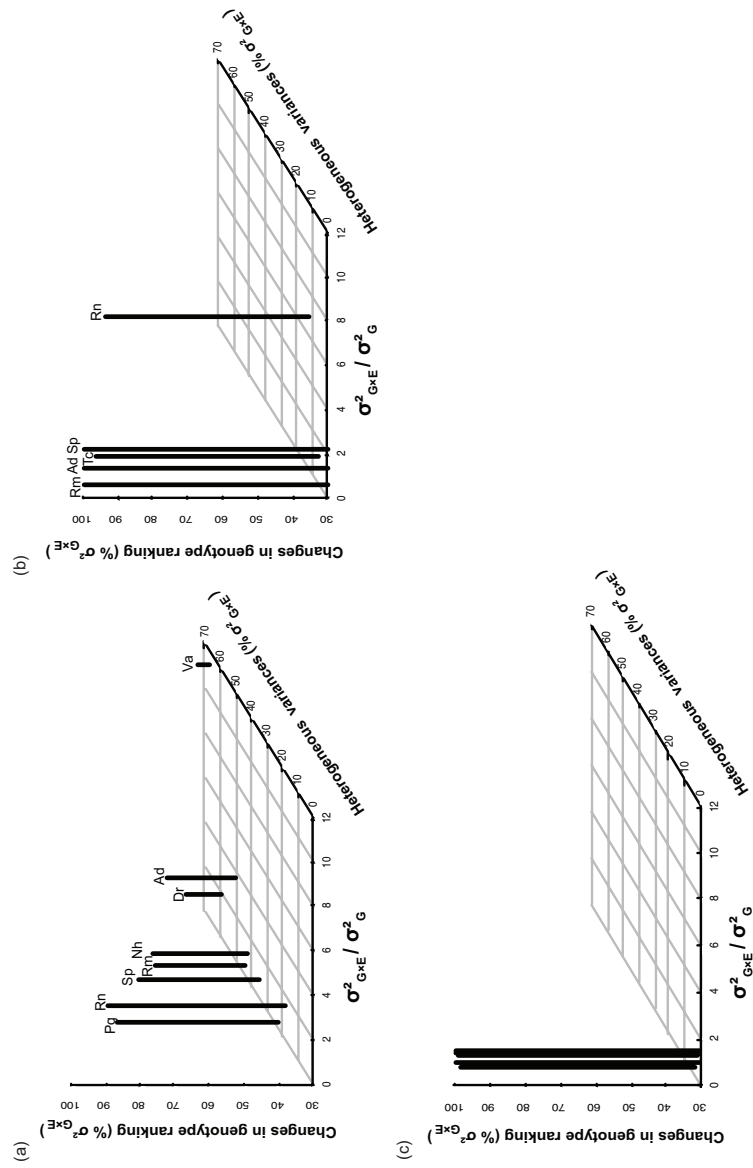 (a)
Changes in genotype ranking (% σ²G×E)
100
90
80
70
60
50
40
30
Pg
Rn
Sp
Rm
Nh
Dr
Ad
Va
0
2
4
6
8
10
12
σ²G×E / σ²G
0
10
20
30
40
50
60
70
Heterogeneous variances (% σ²G×E)
(b)
Changes in genotype ranking (% σ²G×E)
100
90
80
70
60
50
40
30
Rm
Ad
Tc
Sp
Rn
0
2
4
6
8
10
12
σ²G×E / σ²G
0
10
20
30
40
50
60
70
Heterogeneous variances (% σ²G×E)
(c)
Changes in genotype ranking (% σ²G×E)
100
90
80
70
60
50
40
30
0
2
4
6
8
10
12
σ²G×E / σ²G
0
10
20
30
40
50
60
70
Heterogeneous variances (% σ²G×E)